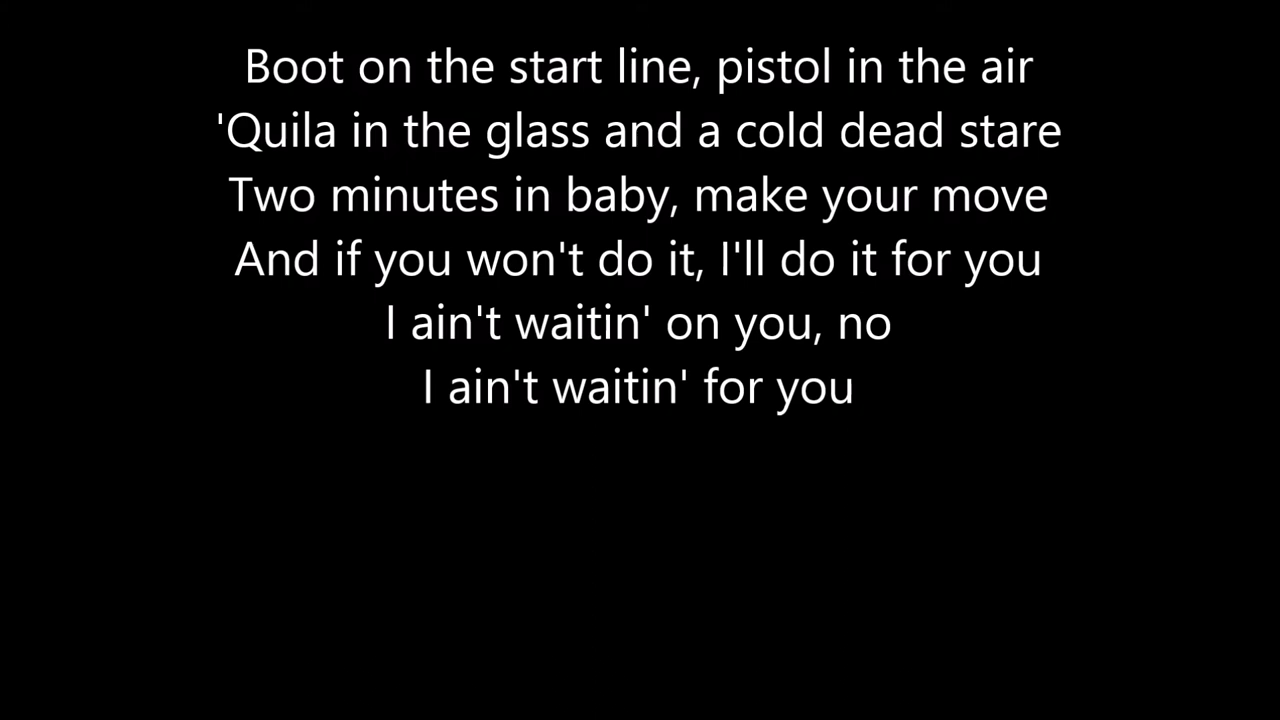 Boot on the start line, pistol in the air
'Quila in the glass and a cold dead stare
Two minutes in baby, make your move
And if you won't do it, I'll do it for you
I ain't waitin' on you, no
I ain't waitin' for you